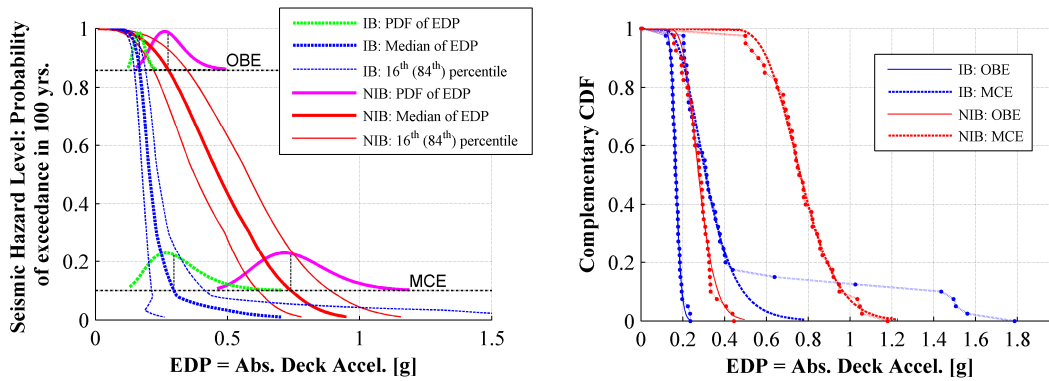 Seismic Hazard Level: Probability
of exceedance in 100 yrs.
1
0.8
0.6
0.4
0.2
0
0
0.5
1
1.5
EDP = Abs. Deck Accel. [g]
OBE
MCE
IB: PDF of EDP
IB: Median of EDP
IB: 16th (84th) percentile
NIB: PDF of EDP
NIB: Median of EDP
NIB: 16th (84th) percentile
Complementary CDF
1
0.8
0.6
0.4
0.2
0
0
0.2
0.4
0.6
0.8
1
1.2
1.4
1.6
1.8
EDP = Abs. Deck Accel. [g]
IB: OBE
IB: MCE
NIB: OBE
NIB: MCE